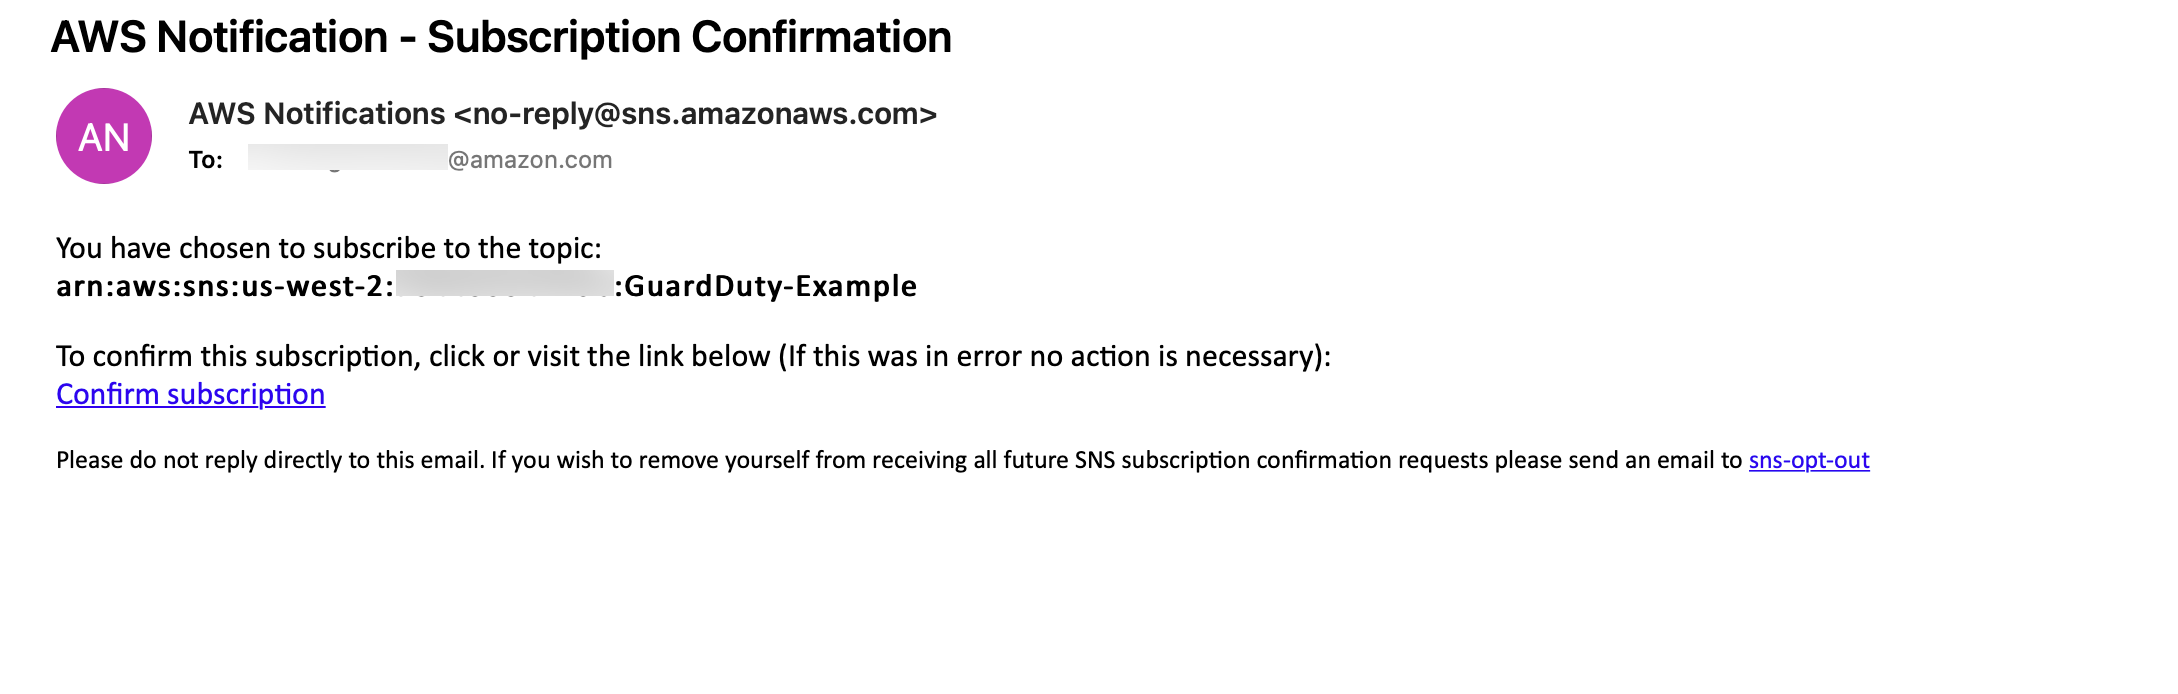 AWS Notification - Subscription Confirmation
AN
AWS Notifications <no-reply@sns.amazonaws.com>
To: @amazon.com
You have chosen to subscribe to the topic:
arn:aws:sns:us-west-2: :GuardDuty-Example
To confirm this subscription, click or visit the link below (If this was in error no action is necessary):
Confirm subscription
Please do not reply directly to this email. If you wish to remove yourself from receiving all future SNS subscription confirmation requests please send an email to sns-opt-out